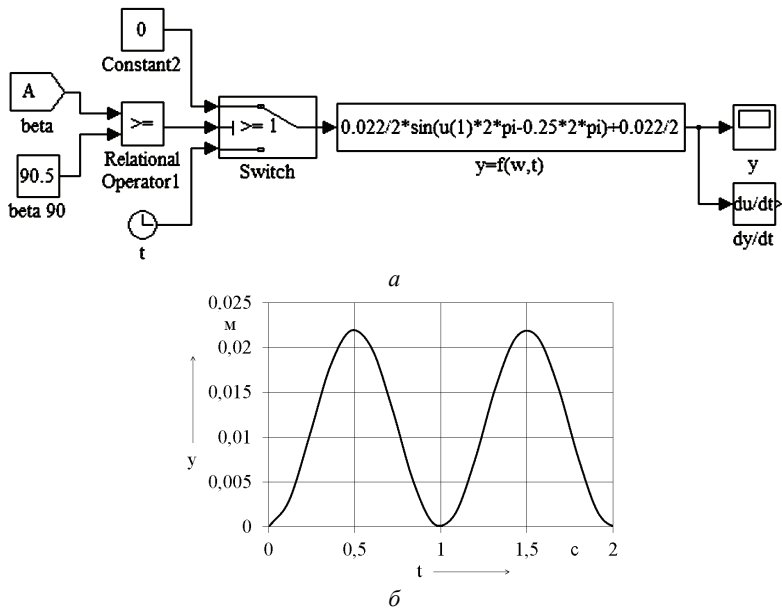 0
Constant2
A
beta
>=
Relational
Operator1
90.5
beta 90
>= 1
Switch
t
0.022/2*sin(u(1)*2*pi-0.25*2*pi)+0.022/2
y=f(w,t)
y
du/dt
dy/dt
а
0,025
м
0,02
0,015
0,01
0,005
0
y
0
0,5
1
1,5
с
2
t
б